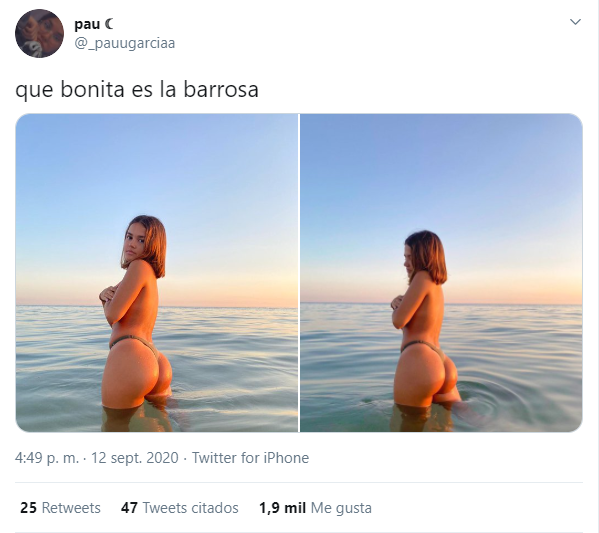 pau ☾
@_pauugarciaa
que bonita es la barrosa
4:49 p. m. · 12 sept. 2020 · Twitter for iPhone
25 Retweets 47 Tweets citados 1,9 mil Me gusta